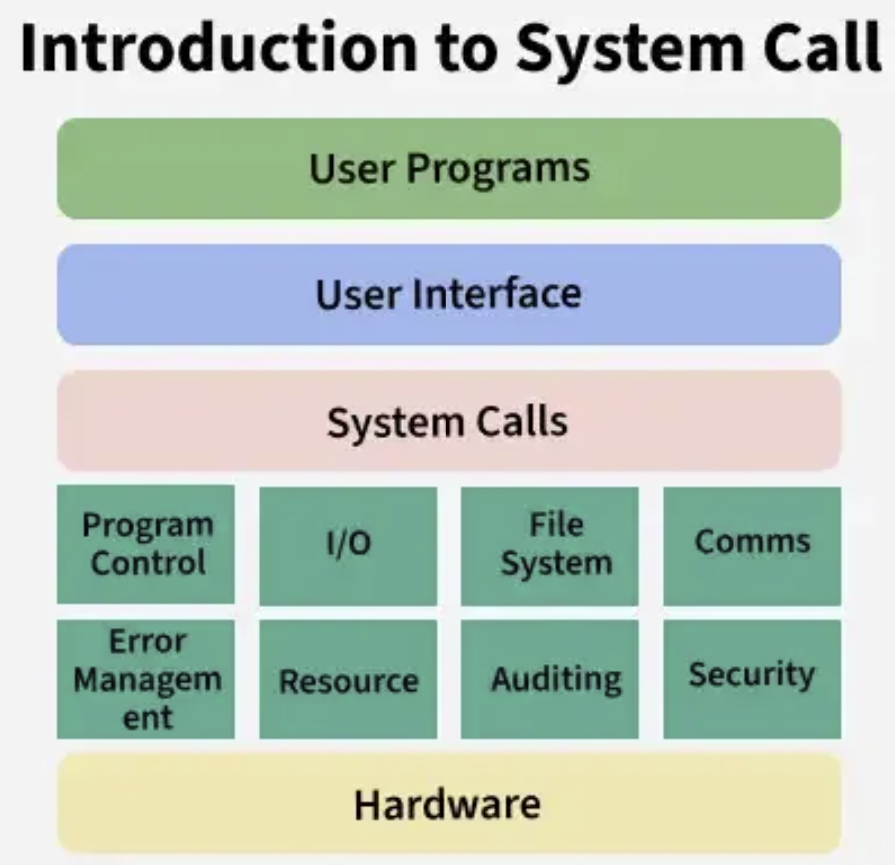 Introduction to System Call
User Programs
User Interface
System Calls
Program
Control
I/O
File
System
Comms
Error
Managem
ent
Resource
Auditing
Security
Hardware